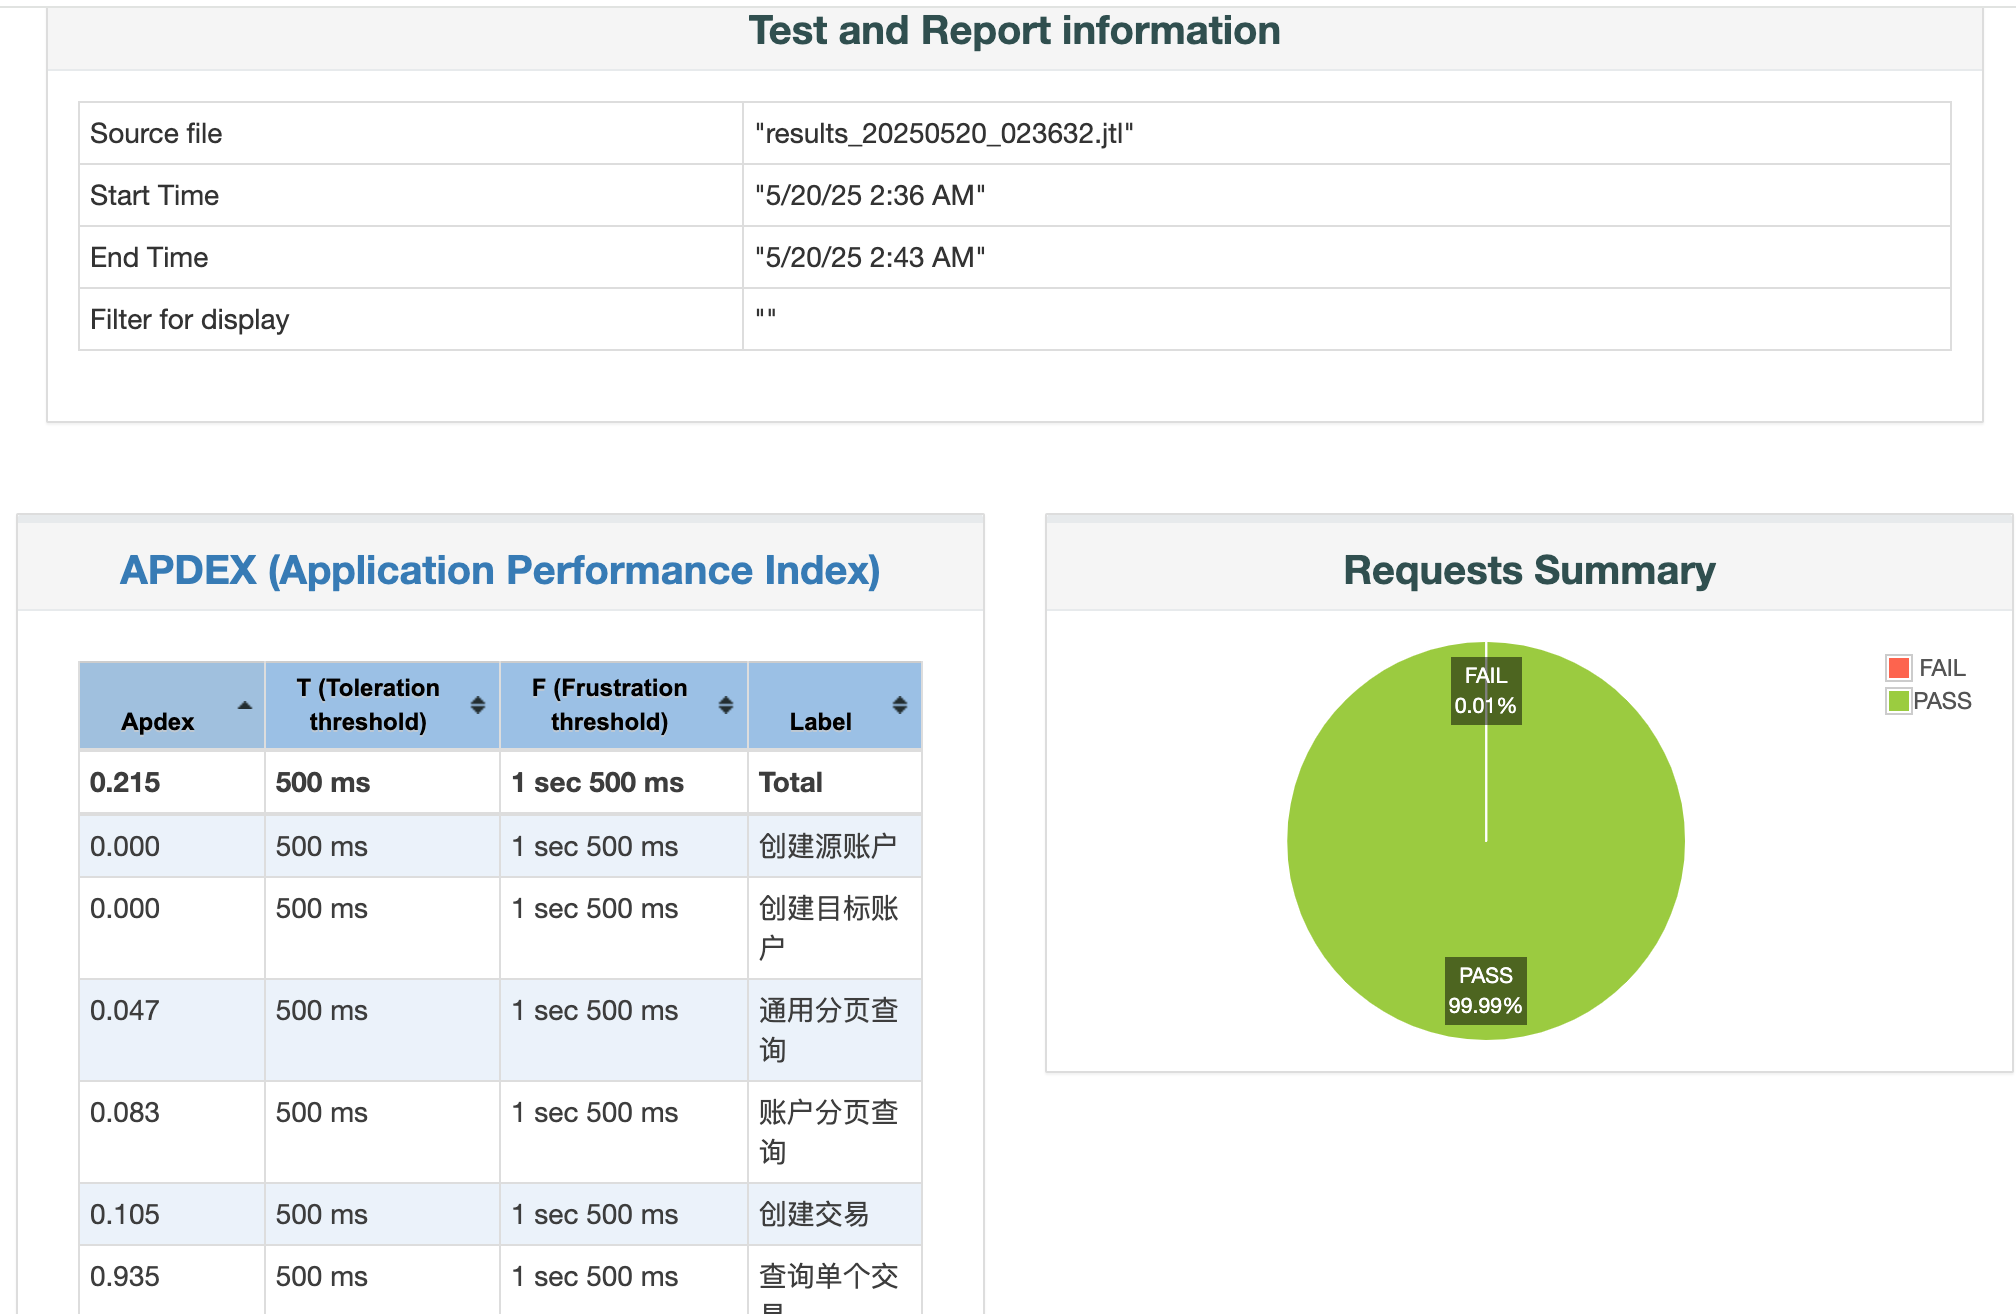 Test and Report information
Source file "results_20250520_023632.jtl"
Start Time "5/20/25 2:36 AM"
End Time "5/20/25 2:43 AM"
Filter for display ""
APDEX (Application Performance Index)
Apdex T (Toleration threshold) F (Frustration threshold) Label
0.215 500 ms 1 sec 500 ms Total
0.000 500 ms 1 sec 500 ms 创建源账户
0.000 500 ms 1 sec 500 ms 创建目标账
户
0.047 500 ms 1 sec 500 ms 通用分页查
询
0.083 500 ms 1 sec 500 ms 账户分页查
询
0.105 500 ms 1 sec 500 ms 创建交易
0.935 500 ms 1 sec 500 ms 查询单个交
Requests Summary
FAIL
0.01%
PASS
99.99%
FAIL
PASS